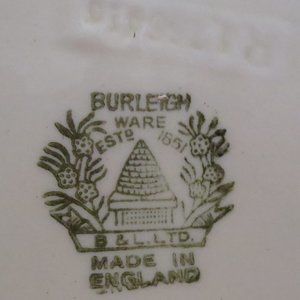 BURLEIGH
WARE
ESTD 1851
B & L. LTD.
MADE IN
ENGLAND